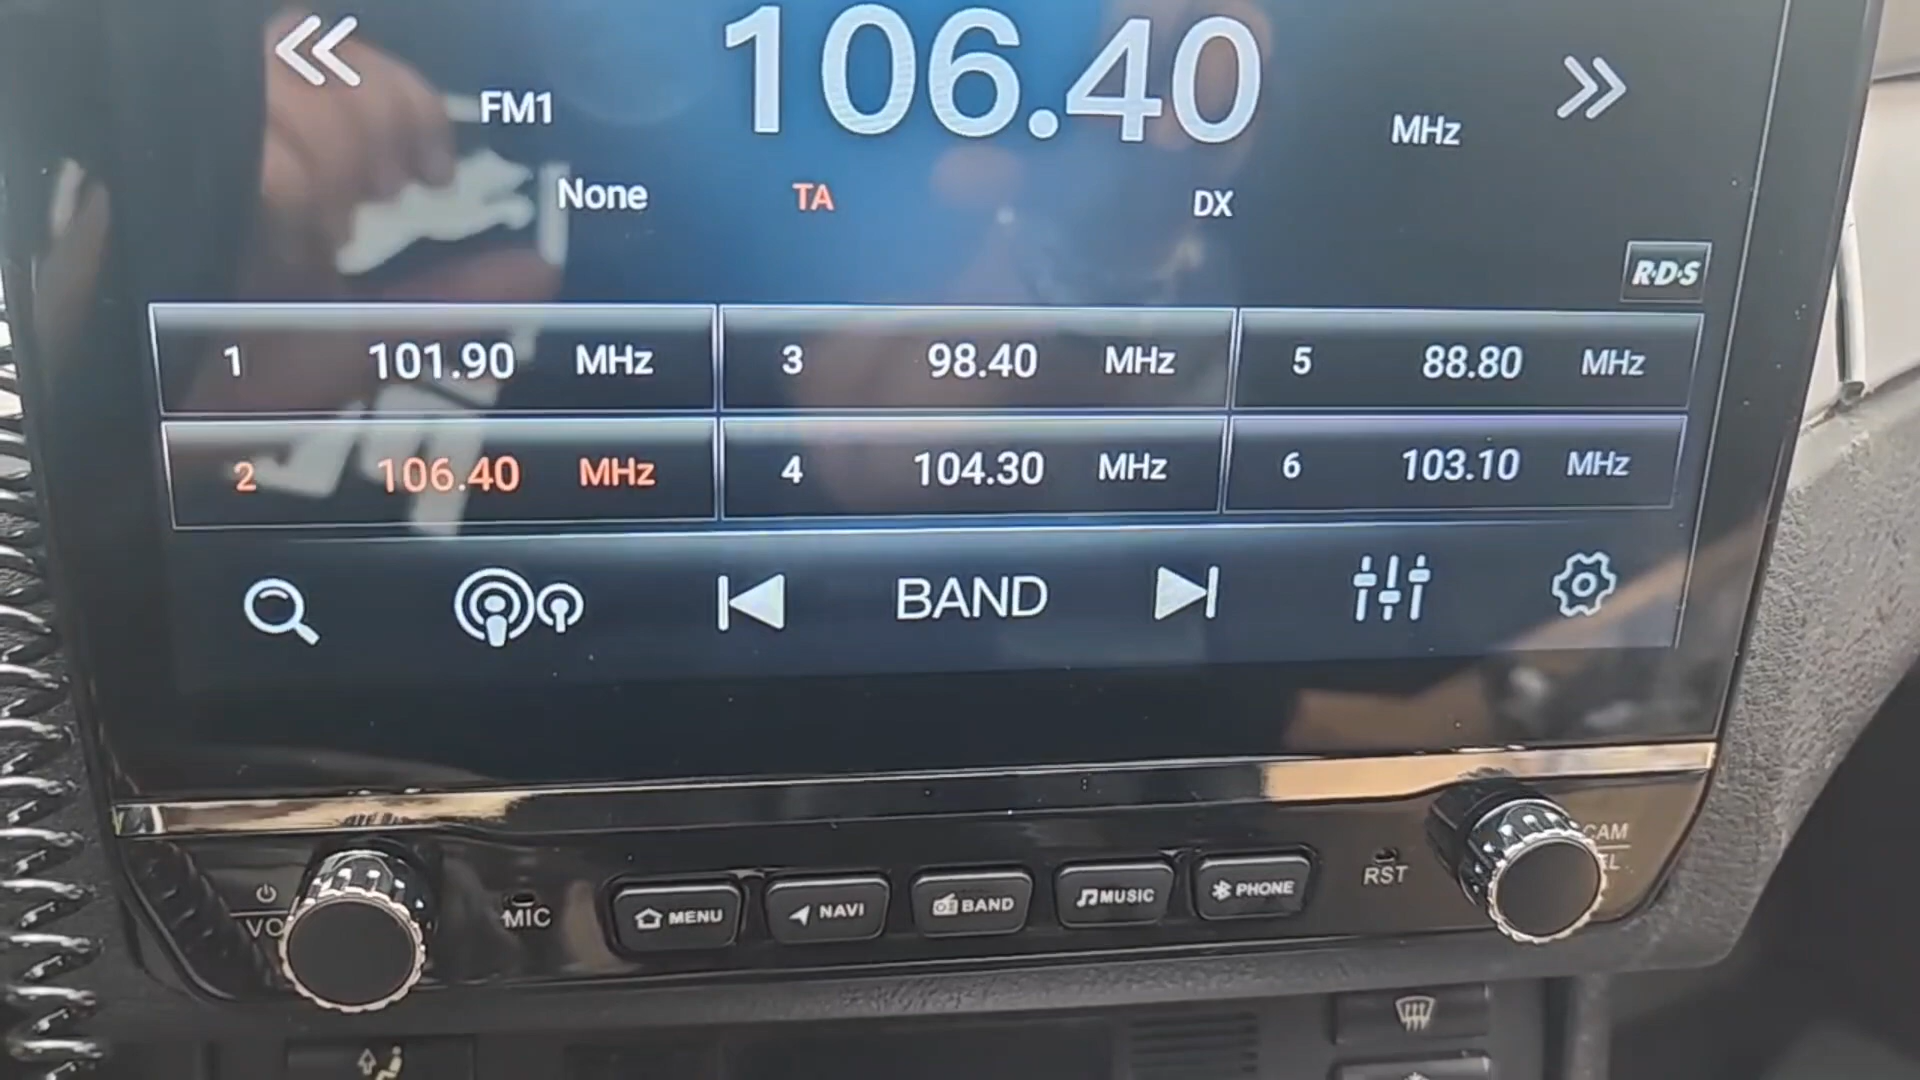 106.40
FM1
MHz
None TA DX
R·D·S
1 101.90 MHz 3 98.40 MHz 5 88.80 MHz
2 106.40 MHz 4 104.30 MHz 6 103.10 MHz
BAND
MIC MENU NAVI BAND MUSIC PHONE RST CAM